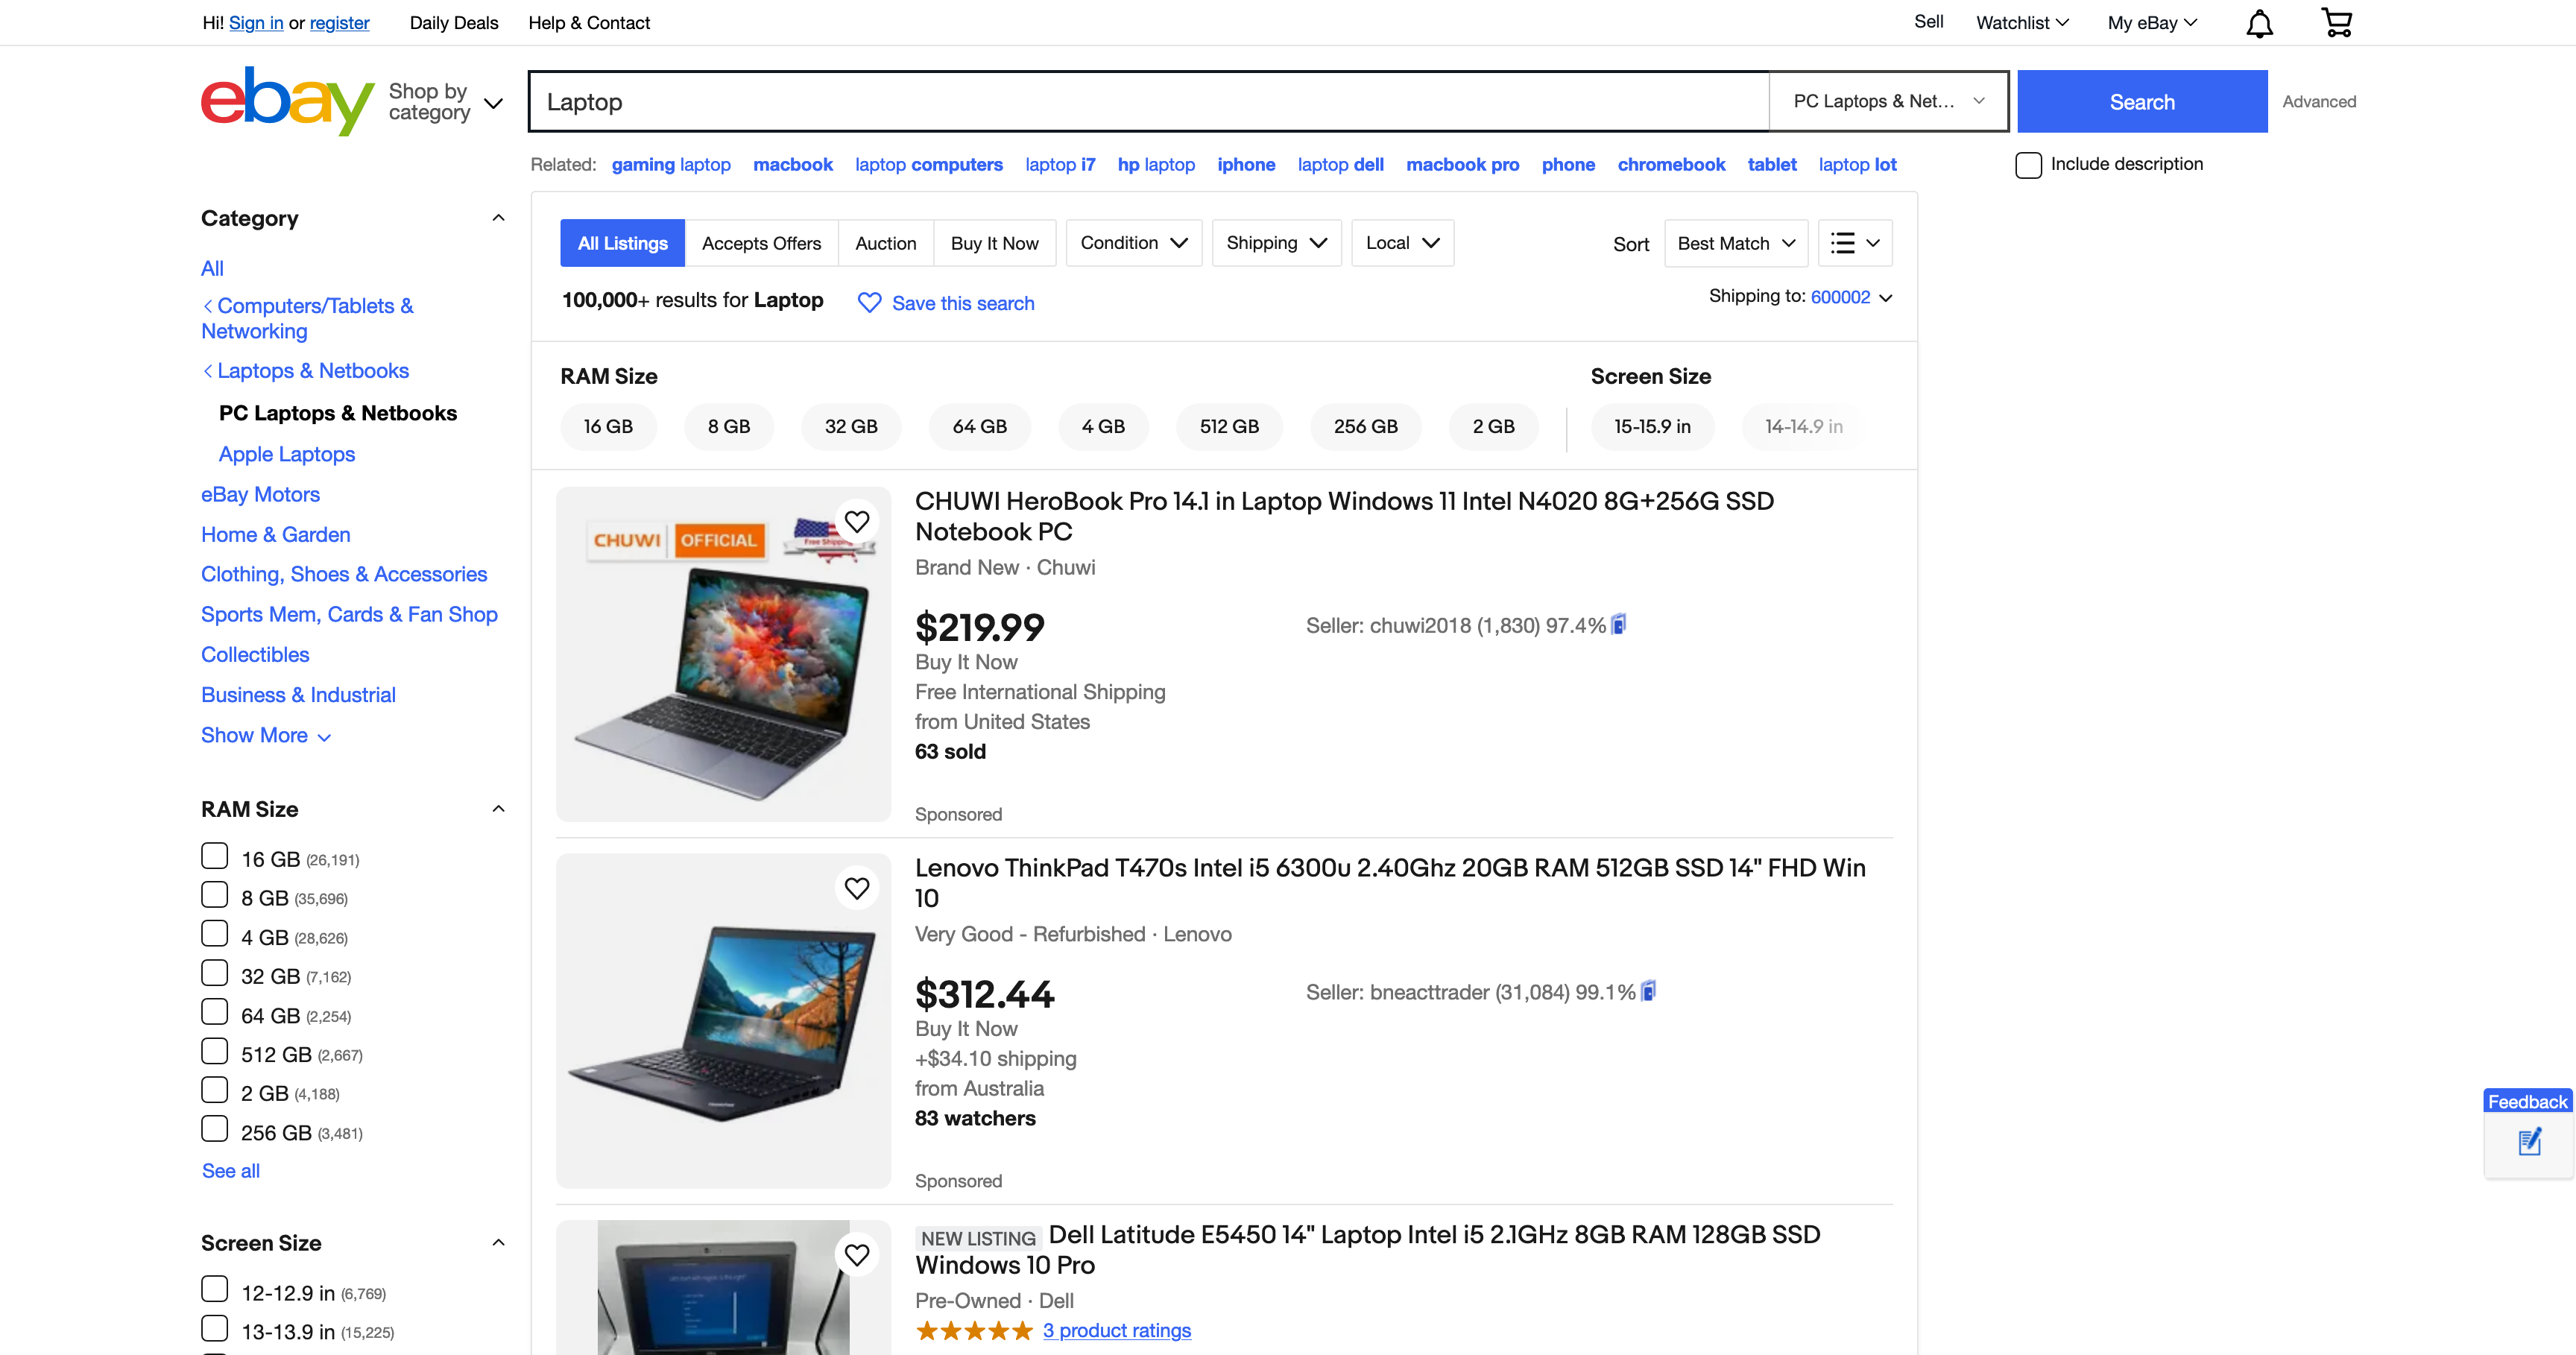 Hi! Sign in or register Daily Deals Help & Contact Sell Watchlist My eBay
ebay Shop by category Laptop PC Laptops & Net... Search Advanced
Related: gaming laptop macbook laptop computers laptop i7 hp laptop iphone laptop dell macbook pro phone chromebook tablet laptop lot Include description
Category
All
Computers/Tablets &
Networking
Laptops & Netbooks
PC Laptops & Netbooks
Apple Laptops
eBay Motors
Home & Garden
Clothing, Shoes & Accessories
Sports Mem, Cards & Fan Shop
Collectibles
Business & Industrial
Show More
RAM Size
16 GB (26,191)
8 GB (35,696)
4 GB (28,626)
32 GB (7,162)
64 GB (2,254)
512 GB (2,667)
2 GB (4,188)
256 GB (3,481)
See all
Screen Size
12-12.9 in (6,769)
13-13.9 in (15,225)
All Listings Accepts Offers Auction Buy It Now Condition Shipping Local Sort Best Match
100,000+ results for Laptop Save this search Shipping to: 600002
RAM Size Screen Size
16 GB 8 GB 32 GB 64 GB 4 GB 512 GB 256 GB 2 GB 15-15.9 in 14-14.9 in
CHUWI OFFICIAL Free Shipping
CHUWI HeroBook Pro 14.1 in Laptop Windows 11 Intel N4020 8G+256G SSD
Notebook PC
Brand New · Chuwi
$219.99 Seller: chuwi2018 (1,830) 97.4%
Buy It Now
Free International Shipping
from United States
63 sold
Sponsored
Lenovo ThinkPad T470s Intel i5 6300u 2.40Ghz 20GB RAM 512GB SSD 14" FHD Win
10
Very Good - Refurbished · Lenovo
$312.44 Seller: bneacttrader (31,084) 99.1%
Buy It Now
+$34.10 shipping
from Australia
83 watchers
Sponsored
NEW LISTING Dell Latitude E5450 14" Laptop Intel i5 2.1GHz 8GB RAM 128GB SSD
Windows 10 Pro
Pre-Owned · Dell
3 product ratings
Feedback